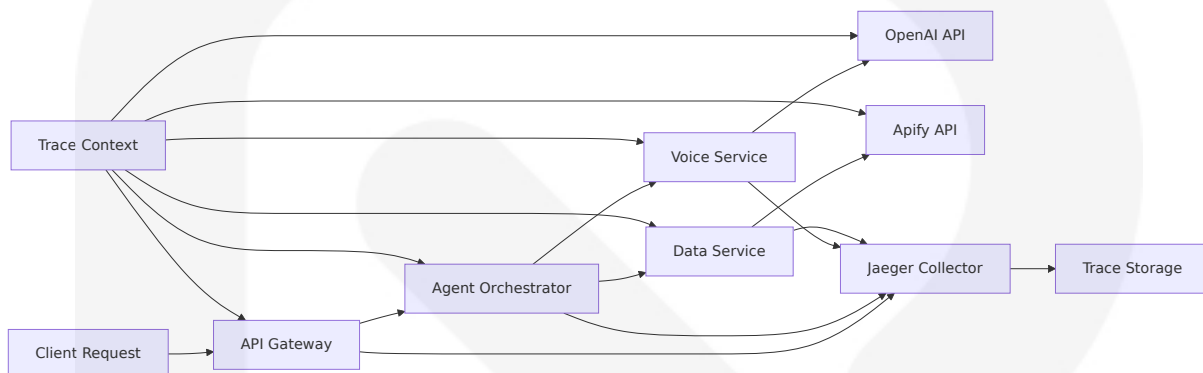 OpenAI API
Apify API
Trace Context
Voice Service
Data Service
Jaeger Collector
Trace Storage
Agent Orchestrator
API Gateway
Client Request